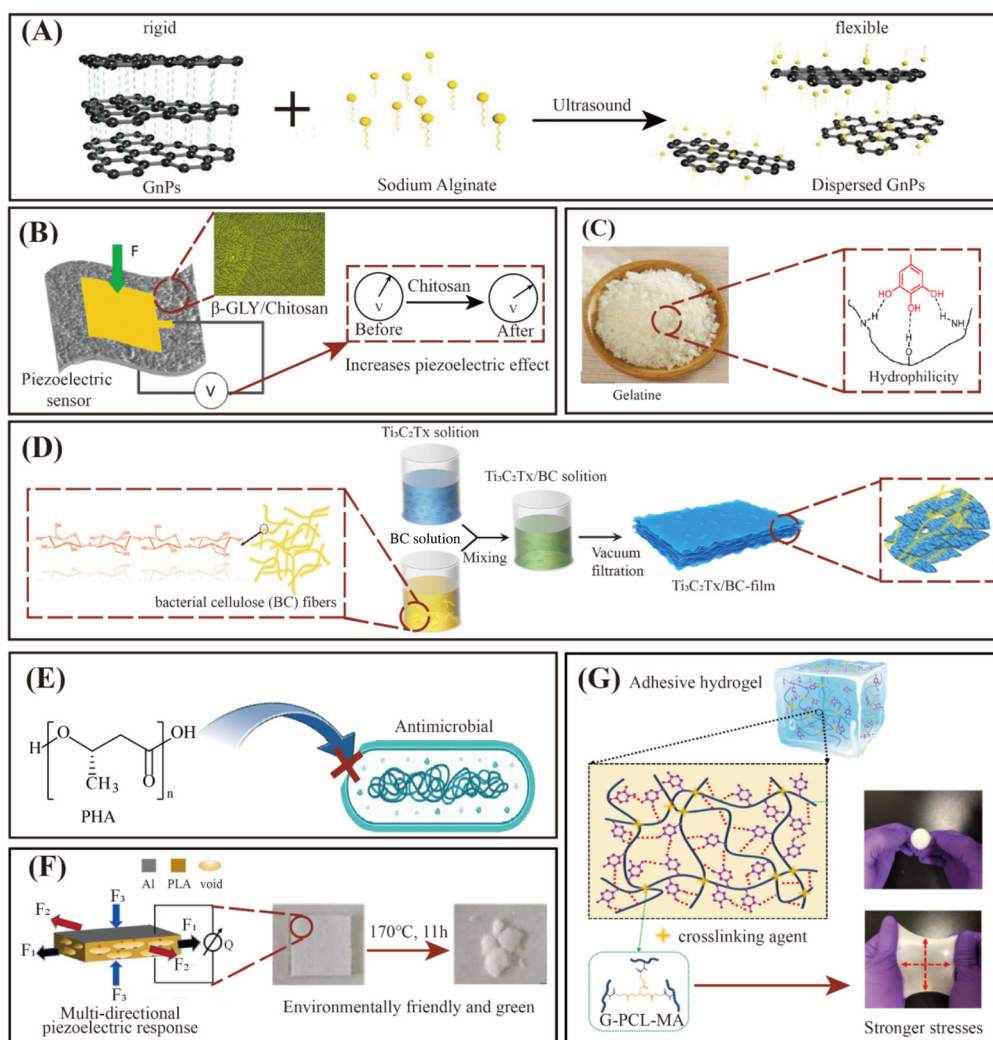 (A)
rigid
flexible
Ultrasound
GnPs
Sodium Alginate
Dispersed GnPs
(B)
F
β-GLY/Chitosan
Piezoelectric
sensor
V
V
Chitosan
V
Before
After
Increases piezoelectric effect
(C)
Gelatine
OH
OH
OH
H
N
H
NH
H
O
Hydrophilicity
(D)
bacterial cellulose (BC) fibers
Ti₃C₂Tx solition
BC solution
Mixing
Ti₃C₂Tx/BC solition
Vacuum
filtration
Ti₃C₂Tx/BC-film
(E)
H
O
CH₃
O
OH
n
PHA
Antimicrobial
(F)
Al
PLA
void
F₃
F₂
F₁
F₁
F₂
F₃
Q
Multi-directional
piezoelectric response
170℃, 11h
Environmentally friendly and green
(G)
Adhesive hydrogel
crosslinking agent
G-PCL-MA
Stronger stresses